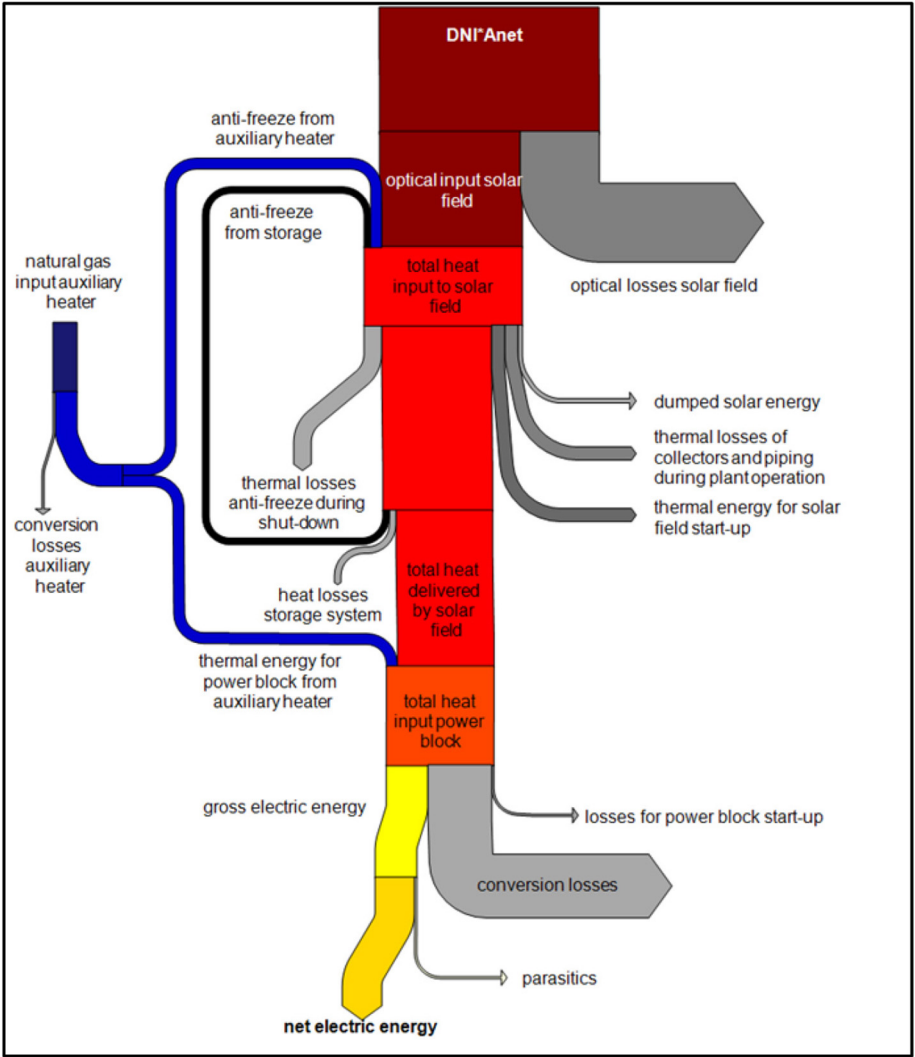 DNI*Anet
anti-freeze from
auxiliary heater
optical input solar
field
anti-freeze
from storage
natural gas
input auxiliary
heater
total heat
input to solar
field
optical losses solar field
dumped solar energy
thermal losses of
collectors and piping
during plant operation
thermal energy for solar
field start-up
thermal losses
anti-freeze during
shut-down
conversion
losses
auxiliary
heater
heat losses
storage system
total heat
delivered
by solar
field
thermal energy for
power block from
auxiliary heater
total heat
input power
block
gross electric energy
losses for power block start-up
conversion losses
parasitics
net electric energy